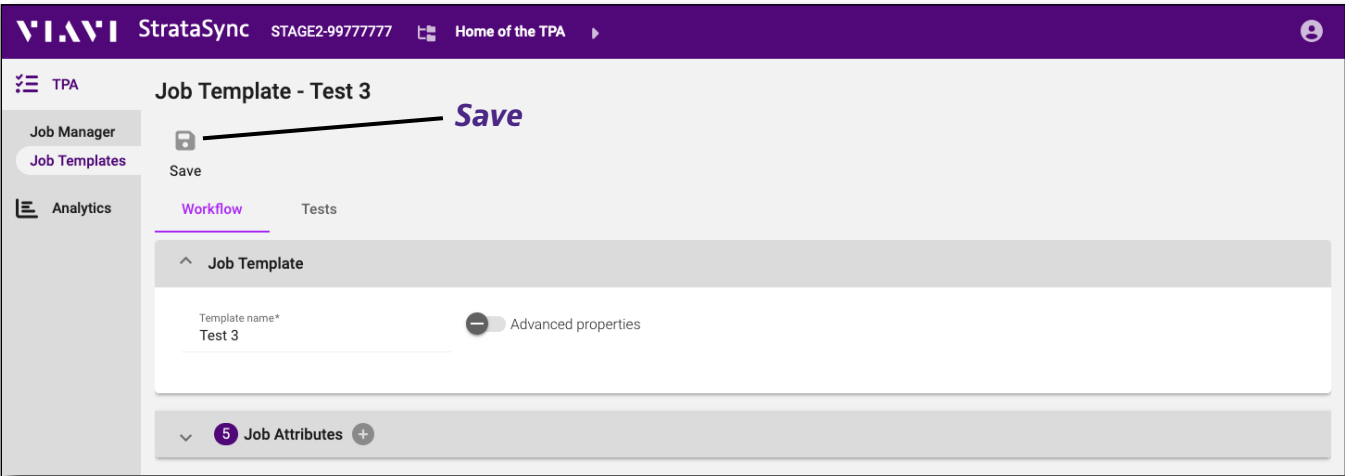 VIAVI StrataSync STAGE2-99777777 Home of the TPA
TPA
Job Manager
Job Templates
Analytics
Job Template - Test 3
Save
Save
Workflow Tests
Job Template
Template name*
Test 3
Advanced properties
5 Job Attributes